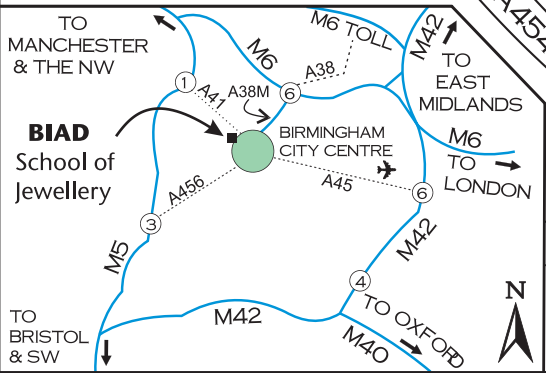 TO
MANCHESTER
& THE NW
M6
M6 TOLL
M42
A454
TO
EAST
MIDLANDS
1
A41
A38M
6
A38
BIAD
School of
Jewellery
BIRMINGHAM
CITY CENTRE
M6
TO
LONDON
A456
A45
6
3
M5
M42
4
TO OXFORD
M42
M40
TO
BRISTOL
& SW
N